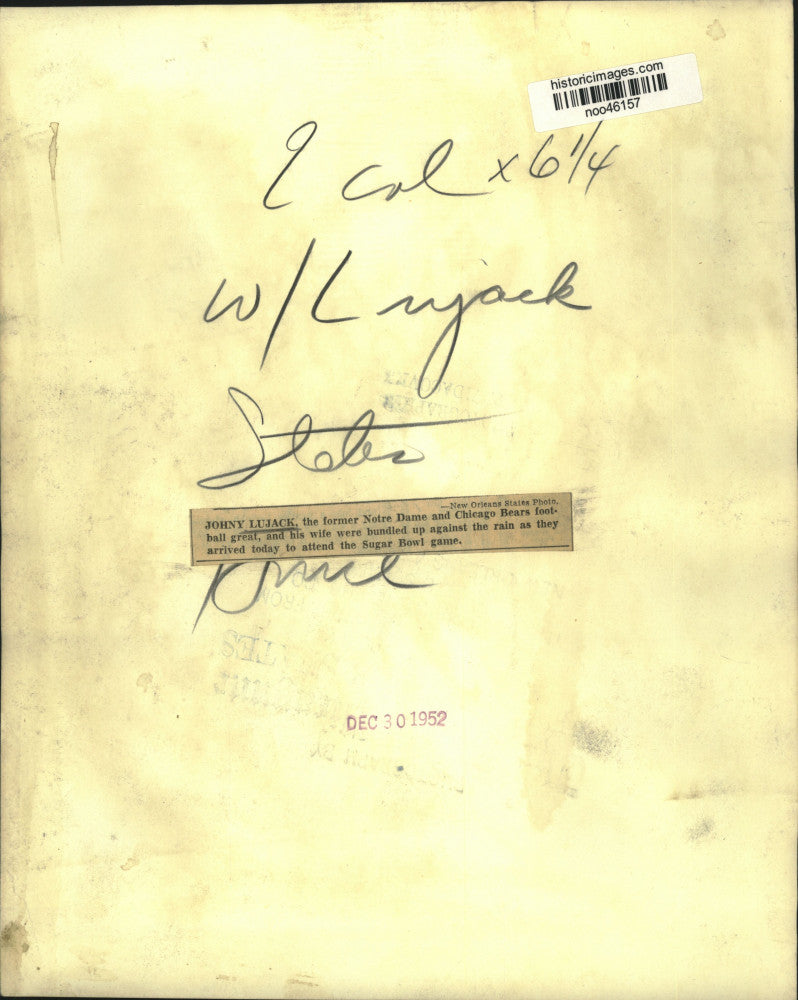 historicimages.com
noo46157
2 col x 6 1/4
w/ Lujack
States
—New Orleans States Photo.
JOHNY LUJACK, the former Notre Dame and Chicago Bears foot-
ball great, and his wife were bundled up against the rain as they
arrived today to attend the Sugar Bowl game.
DEC 30 1952